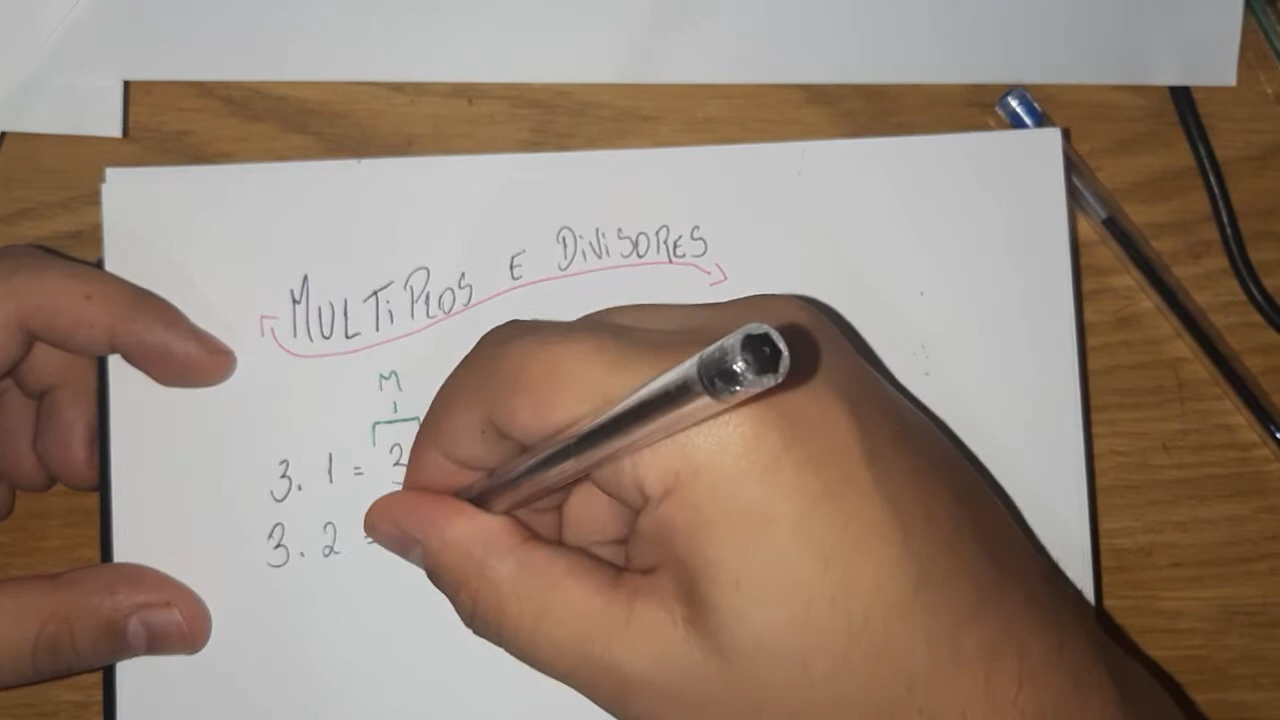 MULTiPLOS E DiViSORES
M
3. 1 = 3
3. 2 =